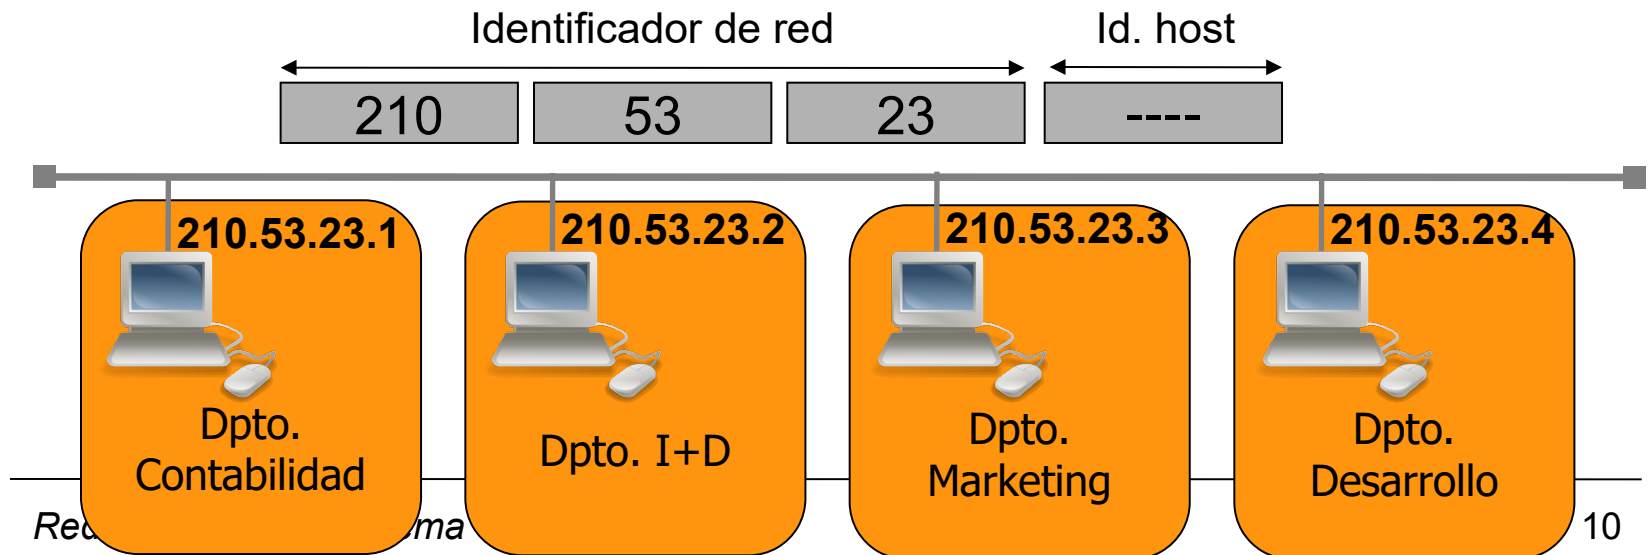 Identificador de red
Id. host
210
53
23
----
210.53.23.1
210.53.23.2
210.53.23.3
210.53.23.4
Dpto.
Contabilidad
Dpto. I+D
Dpto.
Marketing
Dpto.
Desarrollo
10